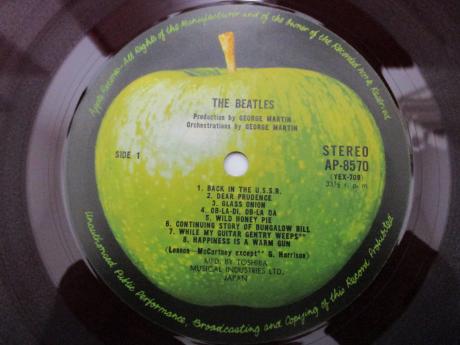 Apple Records-All Rights of the Manufacturer and of the Owner of the Recorded Work Reserved
THE BEATLES
Production by GEORGE MARTIN
Orchestrations by GEORGE MARTIN
SIDE 1
STEREO
AP-8570
(YEX-709)
33⅓ r. p. m
1. BACK IN THE U.S.S.R.
2. DEAR PRUDENCE
3. GLASS ONION
4. OB-LA-DI, OB-LA DA
5. WILD HONEY PIE
6. CONTINUING STORY OF BUNGALOW BILL
7. WHILE MY GUITAR GENTRY WEEPS**
8. HAPPINESS IS A WARM GUN
(Lennon-McCartney except** G. Harrison)
MFD. BY TOSHIBA
MUSICAL INDUSTRIES LTD.
JAPAN
Unauthorized Public Performance, Broadcasting and Copying of this Record Prohibited